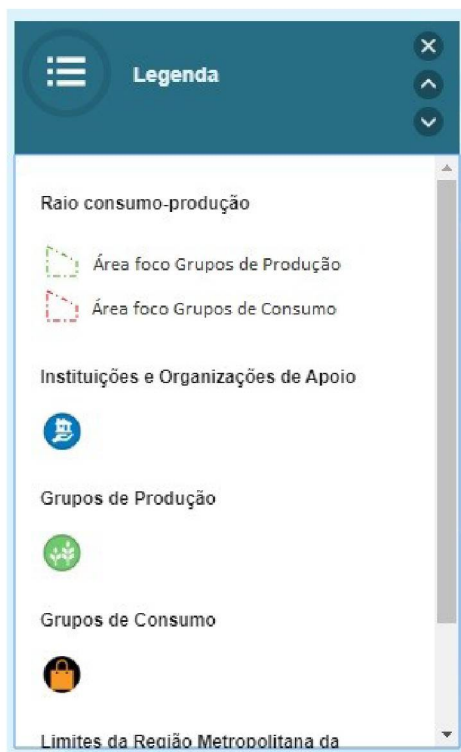 Legenda
Raio consumo-produção
Área foco Grupos de Produção
Área foco Grupos de Consumo
Instituições e Organizações de Apoio
Grupos de Produção
Grupos de Consumo
Limites da Região Metropolitana da